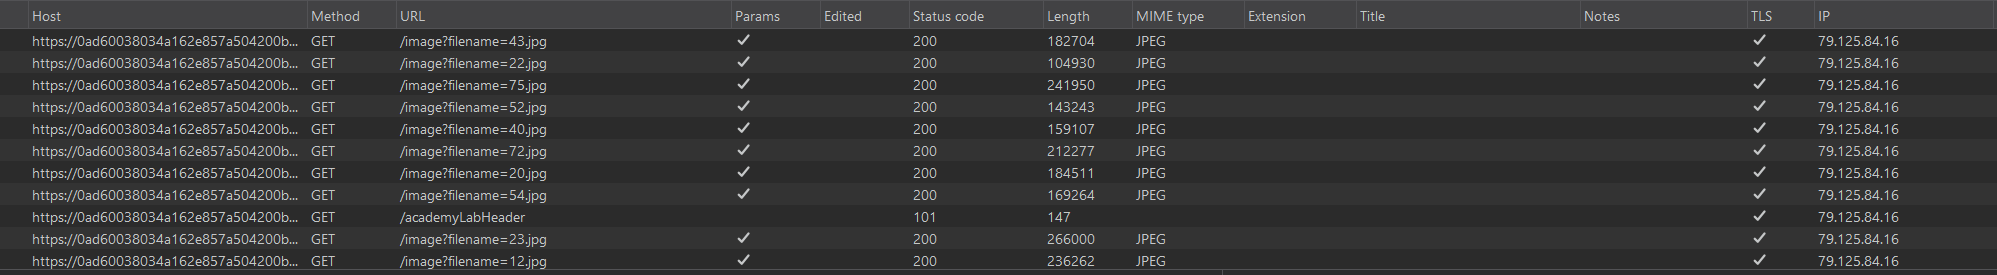 Host Method URL Params Edited Status code Length MIME type Extension Title Notes TLS IP
https://0ad60038034a162e857a504200b... GET /image?filename=43.jpg ✓ 200 182704 JPEG ✓ 79.125.84.16
https://0ad60038034a162e857a504200b... GET /image?filename=22.jpg ✓ 200 104930 JPEG ✓ 79.125.84.16
https://0ad60038034a162e857a504200b... GET /image?filename=75.jpg ✓ 200 241950 JPEG ✓ 79.125.84.16
https://0ad60038034a162e857a504200b... GET /image?filename=52.jpg ✓ 200 143243 JPEG ✓ 79.125.84.16
https://0ad60038034a162e857a504200b... GET /image?filename=40.jpg ✓ 200 159107 JPEG ✓ 79.125.84.16
https://0ad60038034a162e857a504200b... GET /image?filename=72.jpg ✓ 200 212277 JPEG ✓ 79.125.84.16
https://0ad60038034a162e857a504200b... GET /image?filename=20.jpg ✓ 200 184511 JPEG ✓ 79.125.84.16
https://0ad60038034a162e857a504200b... GET /image?filename=54.jpg ✓ 200 169264 JPEG ✓ 79.125.84.16
https://0ad60038034a162e857a504200b... GET /academyLabHeader 101 147 ✓ 79.125.84.16
https://0ad60038034a162e857a504200b... GET /image?filename=23.jpg ✓ 200 266000 JPEG ✓ 79.125.84.16
https://0ad60038034a162e857a504200b... GET /image?filename=12.jpg ✓ 200 236262 JPEG ✓ 79.125.84.16